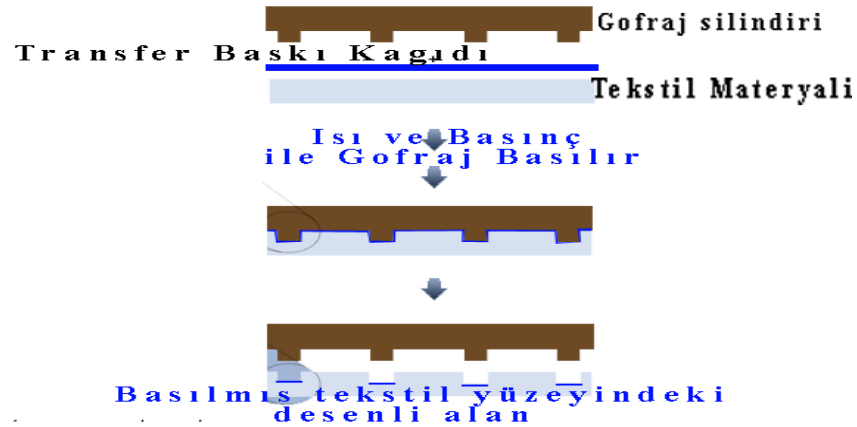 Gofraj silindiri
Transfer Baskı Kagıdı
Tekstil Materyali
Isı ve Basınç
ile Gofraj Basılır
Basılmıs tekstil yüzeyindeki
desenli alan